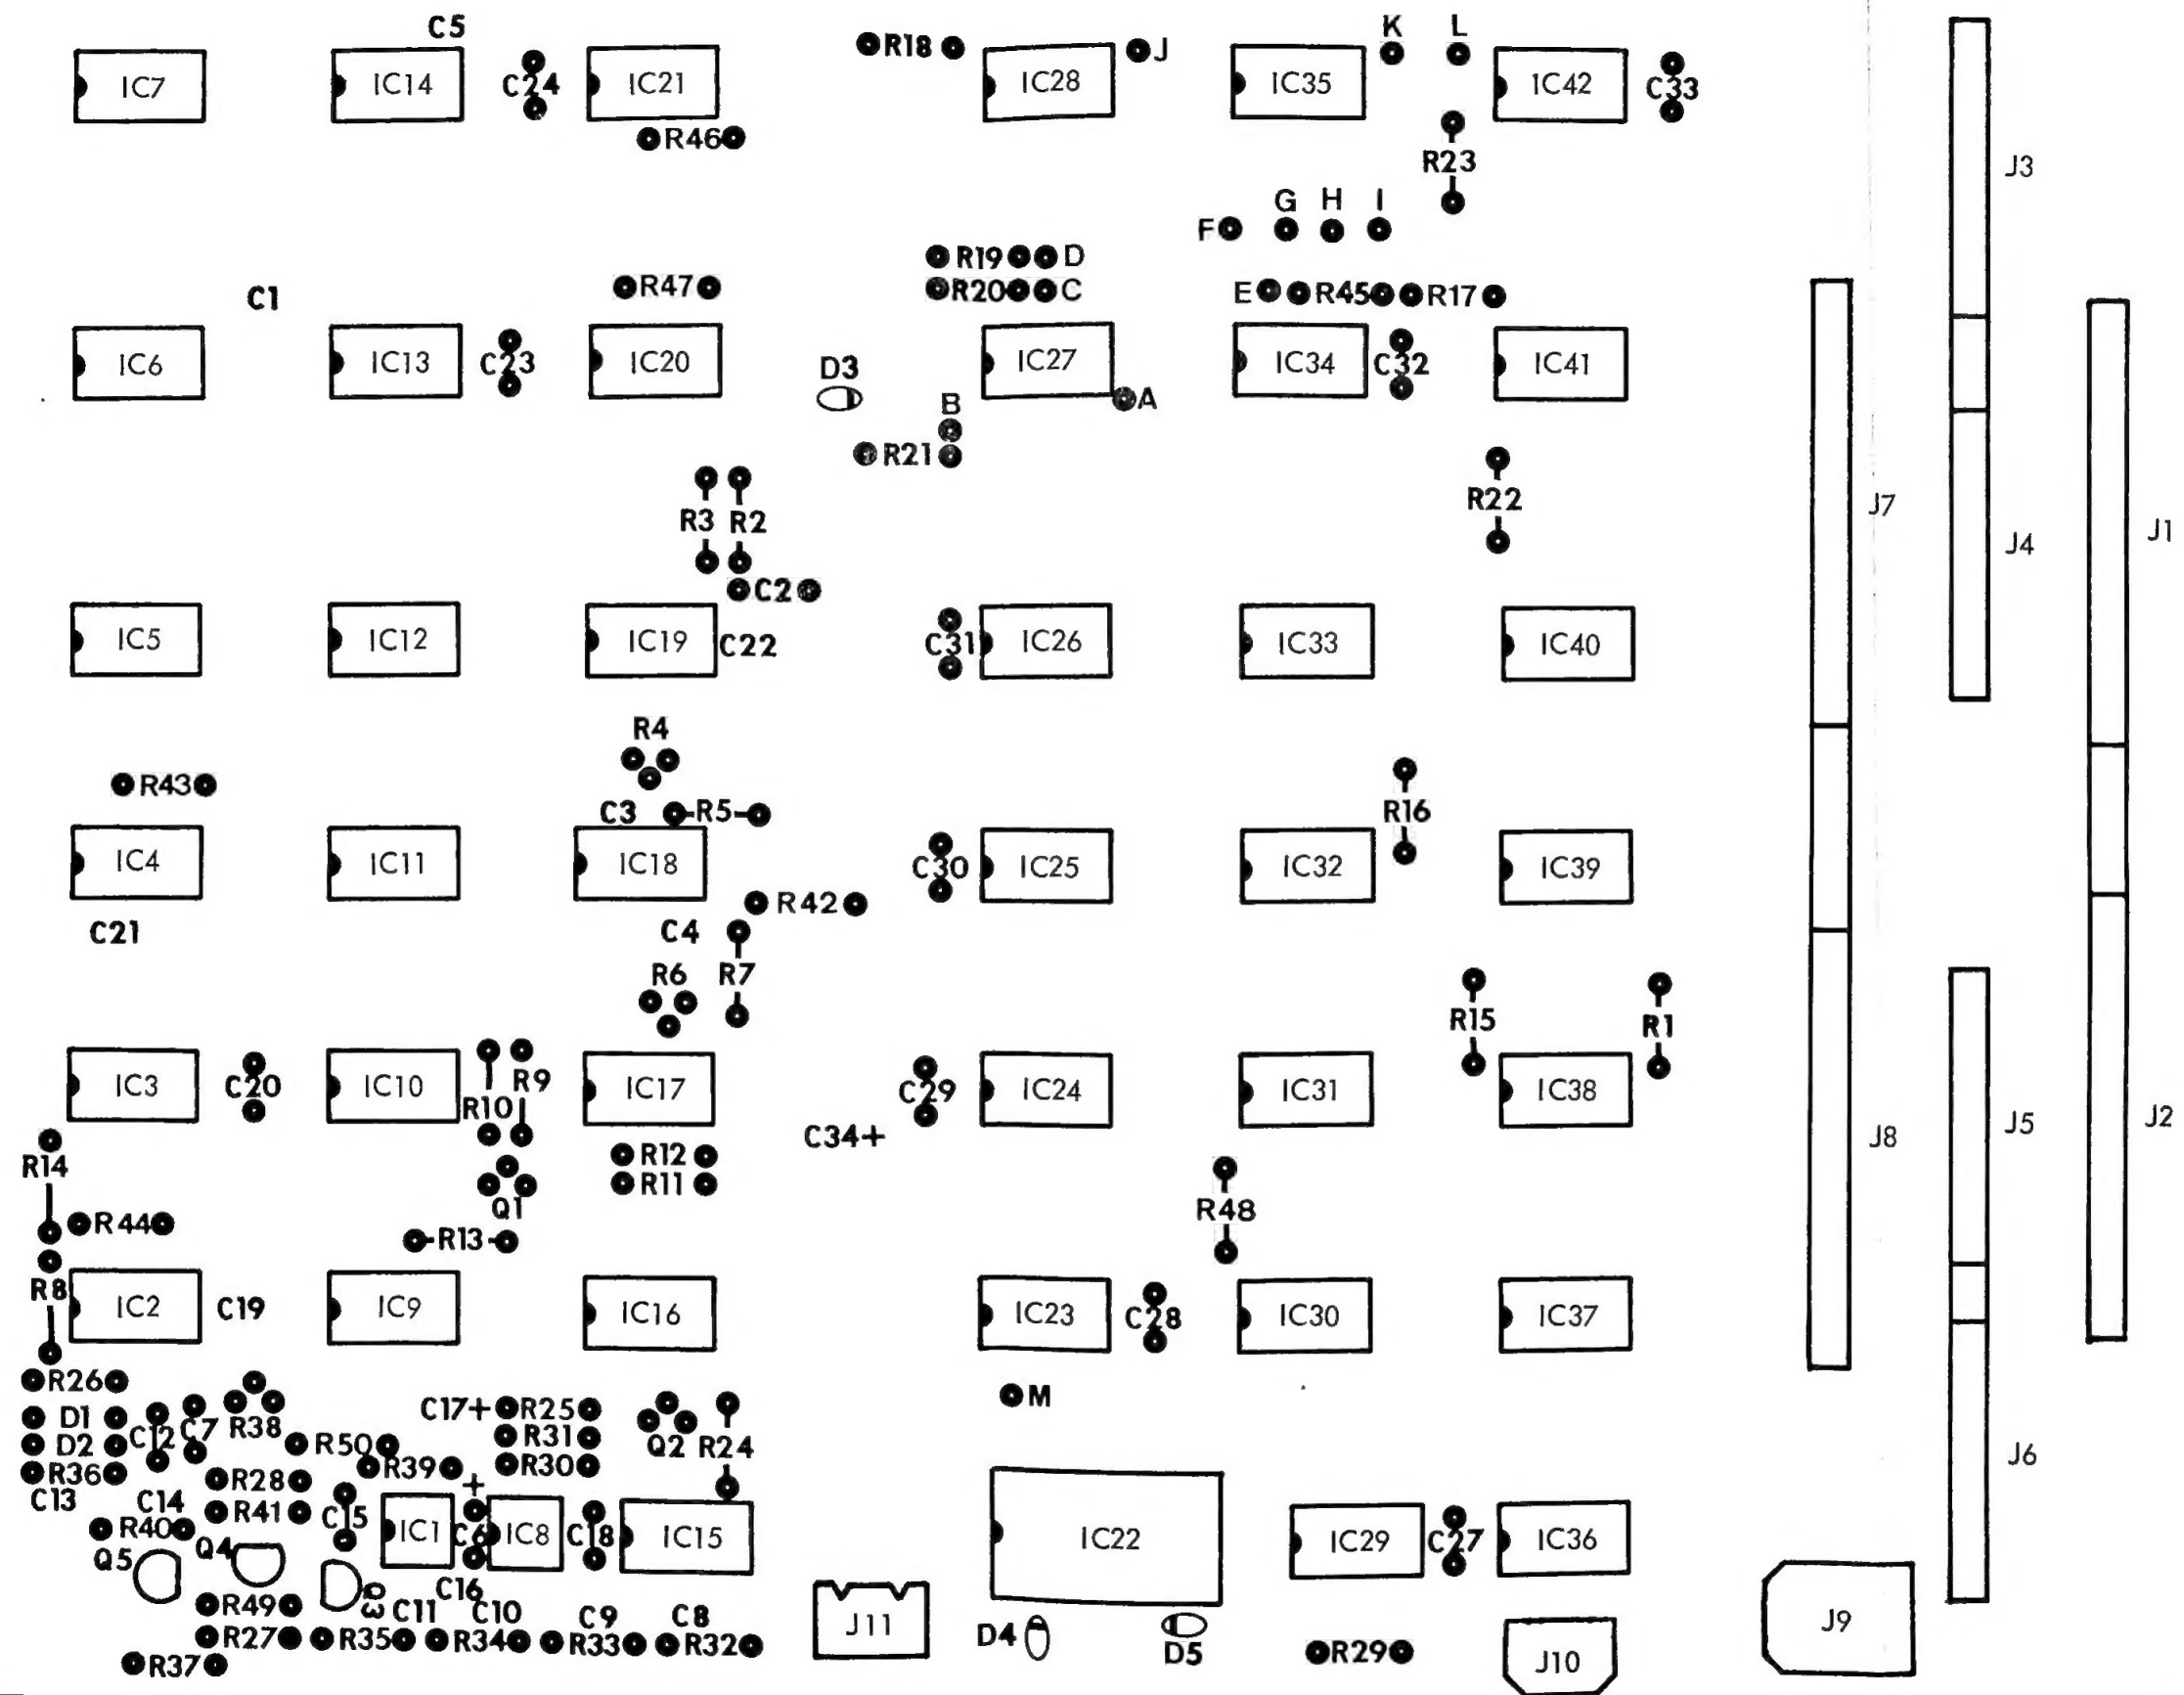 C5
K L
IC7 IC14 C24 IC21 R18 IC28 J IC35 IC42 C33
R46
R23
J3
G H I
F
R19 D
R47 R20 C E R45 R17
C1
IC6 IC13 C23 IC20 D3 IC27 IC34 C32 IC41
B A
R21
R22
J7
R3 R2
J4 J1
C2
IC5 IC12 IC19 C22 C31 IC26 IC33 IC40
R4
R43
C3 R5 R16
IC4 IC11 IC18 C30 IC25 IC32 IC39
R42
C21 C4
R6 R7
R15 R1
IC3 C20 IC10 R9 IC17 C29 IC24 IC31 IC38
R10
C34+
J8 J5 J2
R14 R12
R11
Q1
R44 R48
R13
R8 IC2 C19 IC9 IC16 IC23 C28 IC30 IC37
R26
M
D1 C17+ R25
C12 C7 R38
D2 R50 R31 Q2 R24
R36 R39 R30
R28 +
J6
C13 C14 R41 C15
R40 IC1 C6 IC8 C18 IC15 IC22 IC29 C27 IC36
Q5 Q4
C16
R49 Q3 C11 C10 C9 C8
R27 R35 R34 R33 R32
J11 J9
D4 D5 R29 J10
R37